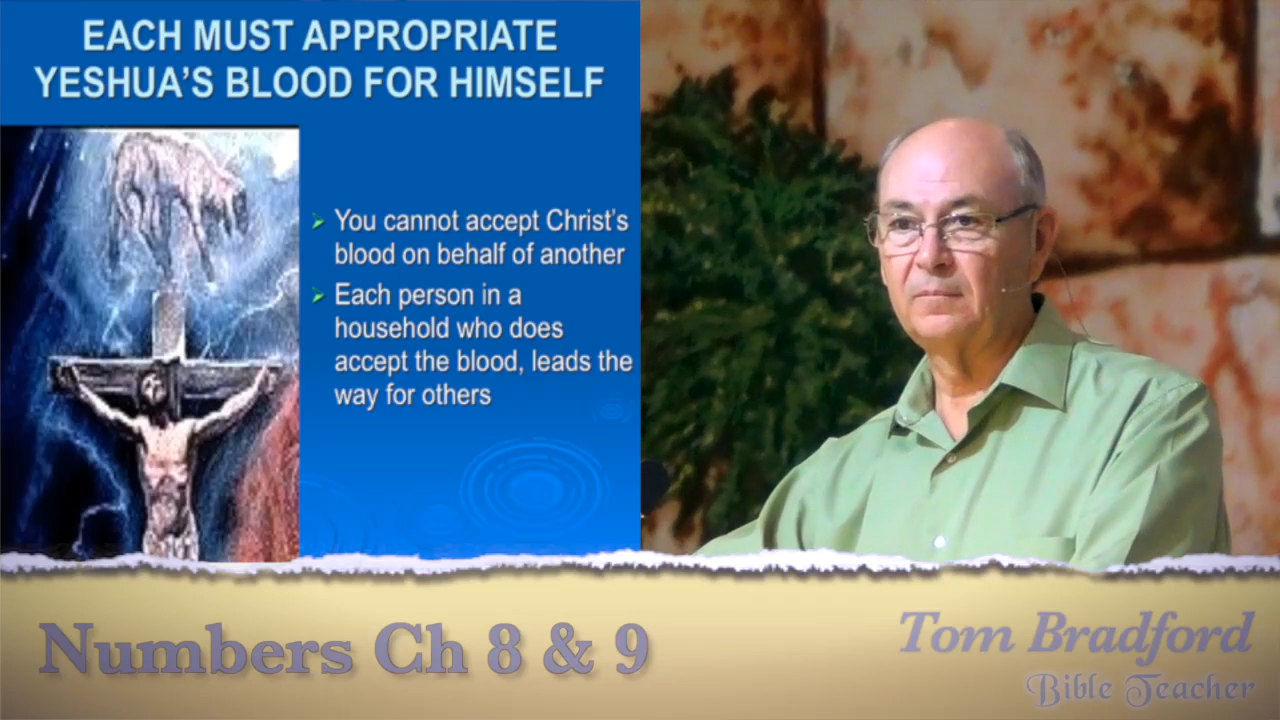 EACH MUST APPROPRIATE
YESHUA'S BLOOD FOR HIMSELF
You cannot accept Christ's
blood on behalf of another
Each person in a
household who does
accept the blood, leads the
way for others
Numbers Ch 8 & 9
Tom Bradford
Bible Teacher